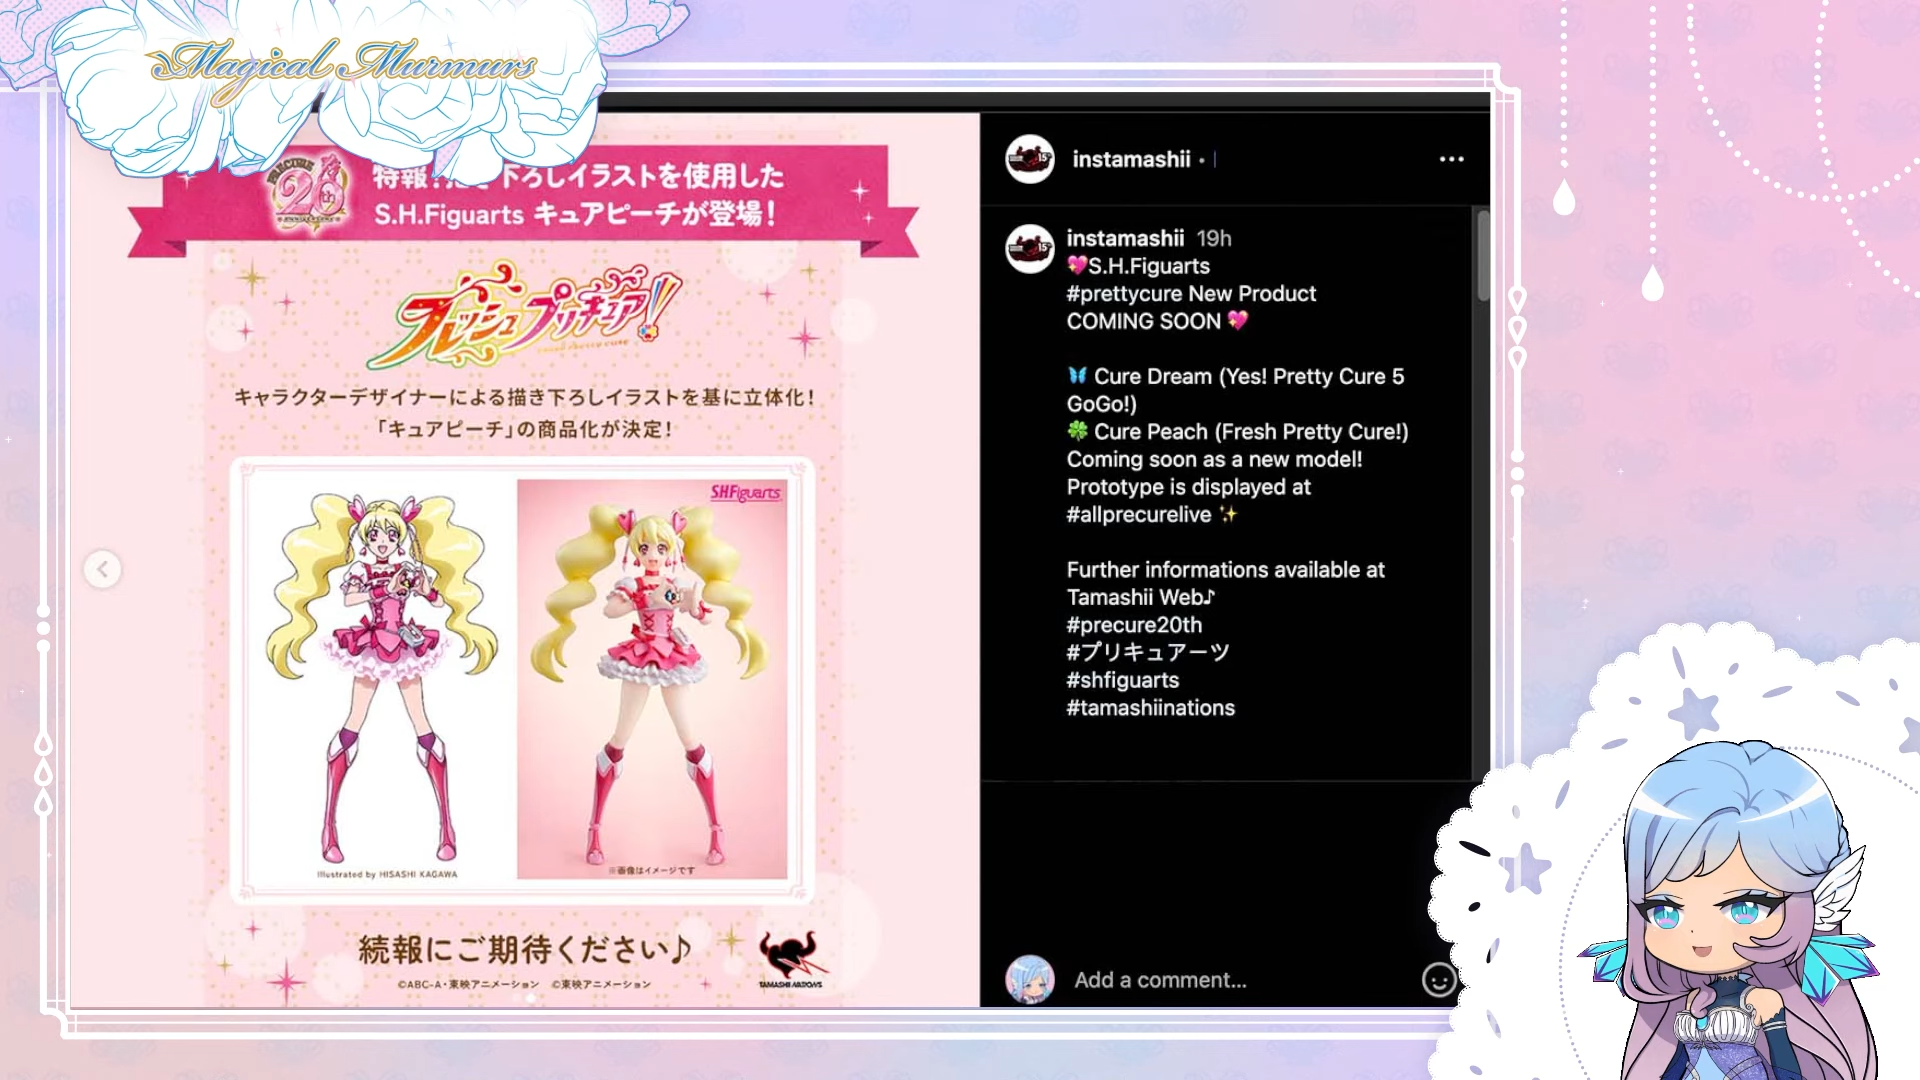 Magical Murmurs
PRECURE 20 ANNIVERSARY
特報!描き下ろしイラストを使用した
S.H.Figuarts キュアピーチが登場!
フレッシュプリキュア!
FRESH PRETTY CURE
キャラクターデザイナーによる描き下ろしイラストを基に立体化!
「キュアピーチ」の商品化が決定!
S.H.Figuarts
Illustrated by HISASHI KAGAWA
※画像はイメージです
続報にご期待ください♪
TAMASHII NATIONS
©ABC-A・東映アニメーション ©東映アニメーション
instamashii •
instamashii 19h
💖S.H.Figuarts
#prettycure New Product
COMING SOON 💖
🦋 Cure Dream (Yes! Pretty Cure 5
GoGo!)
🍀 Cure Peach (Fresh Pretty Cure!)
Coming soon as a new model!
Prototype is displayed at
#allprecurelive ✨
Further informations available at
Tamashii Web♪
#precure20th
#プリキュアーツ
#shfiguarts
#tamashiinations
Add a comment...